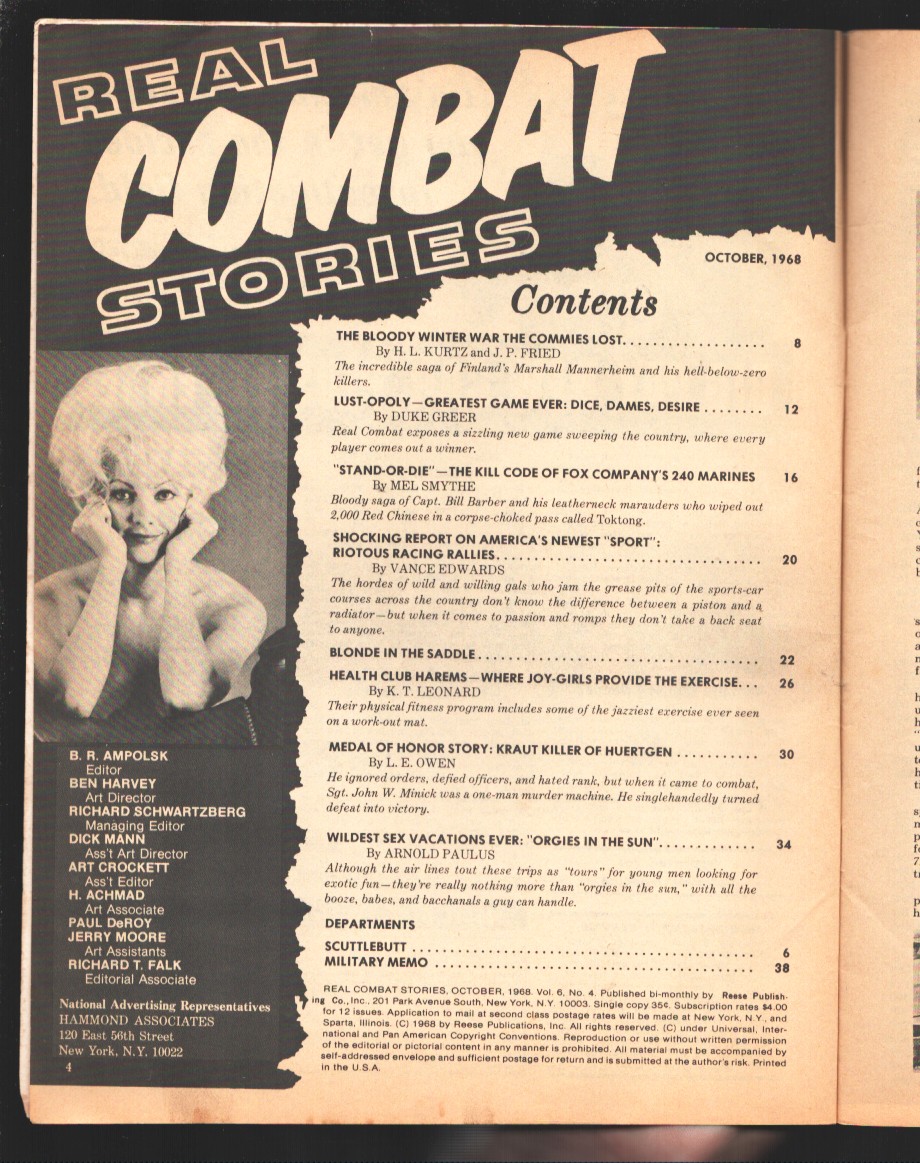 REAL
COMBAT
STORIES
OCTOBER, 1968
Contents
THE BLOODY WINTER WAR THE COMMIES LOST. . . . . . . . . . . . . . . . . . . 8
By H. L. KURTZ and J. P. FRIED
The incredible saga of Finland's Marshall Mannerheim and his hell-below-zero
killers.
LUST-OPOLY—GREATEST GAME EVER: DICE, DAMES, DESIRE . . . . . . . . 12
By DUKE GREER
Real Combat exposes a sizzling new game sweeping the country, where every
player comes out a winner.
"STAND-OR-DIE"—THE KILL CODE OF FOX COMPANY'S 240 MARINES 16
By MEL SMYTHE
Bloody saga of Capt. Bill Barber and his leatherneck marauders who wiped out
2,000 Red Chinese in a corpse-choked pass called Toktong.
SHOCKING REPORT ON AMERICA'S NEWEST "SPORT":
RIOTOUS RACING RALLIES. . . . . . . . . . . . . . . . . . . . . . . . . . . . . . . . . . . 20
By VANCE EDWARDS
The hordes of wild and willing gals who jam the grease pits of the sports-car
courses across the country don't know the difference between a piston and a
radiator—but when it comes to passion and romps they don't take a back seat
to anyone.
BLONDE IN THE SADDLE. . . . . . . . . . . . . . . . . . . . . . . . . . . . . . . . . . . . . 22
HEALTH CLUB HAREMS—WHERE JOY-GIRLS PROVIDE THE EXERCISE. . . 26
By K. T. LEONARD
Their physical fitness program includes some of the jazziest exercise ever seen
on a work-out mat.
MEDAL OF HONOR STORY: KRAUT KILLER OF HUERTGEN . . . . . . . . . . . 30
By L. E. OWEN
He ignored orders, defied officers, and hated rank, but when it came to combat,
Sgt. John W. Minick was a one-man murder machine. He singlehandedly turned
defeat into victory.
WILDEST SEX VACATIONS EVER: "ORGIES IN THE SUN". . . . . . . . . . . . . 34
By ARNOLD PAULUS
Although the air lines tout these trips as "tours" for young men looking for
exotic fun—they're really nothing more than "orgies in the sun," with all the
booze, babes, and bacchanals a guy can handle.
DEPARTMENTS
SCUTTLEBUTT . . . . . . . . . . . . . . . . . . . . . . . . . . . . . . . . . . . . . . . . . . . . . 6
MILITARY MEMO . . . . . . . . . . . . . . . . . . . . . . . . . . . . . . . . . . . . . . . . . . 38
REAL COMBAT STORIES, OCTOBER, 1968. Vol. 6, No. 4. Published bi-monthly by Reese Publish-
ing Co., Inc., 201 Park Avenue South, New York, N.Y. 10003. Single copy 35¢. Subscription rates $4.00
for 12 issues. Application to mail at second class postage rates will be made at New York, N.Y., and
Sparta, Illinois. (C) 1968 by Reese Publications, Inc. All rights reserved. (C) under Universal, Inter-
national and Pan American Copyright Conventions. Reproduction or use without written permission
of the editorial or pictorial content in any manner is prohibited. All material must be accompanied by
self-addressed envelope and sufficient postage for return and is submitted at the author's risk. Printed
in the U.S.A.
B. R. AMPOLSK
Editor
BEN HARVEY
Art Director
RICHARD SCHWARTZBERG
Managing Editor
DICK MANN
Ass't Art Director
ART CROCKETT
Ass't Editor
H. ACHMAD
Art Associate
PAUL DeROY
JERRY MOORE
Art Assistants
RICHARD T. FALK
Editorial Associate
National Advertising Representatives
HAMMOND ASSOCIATES
120 East 56th Street
New York, N.Y. 10022
4